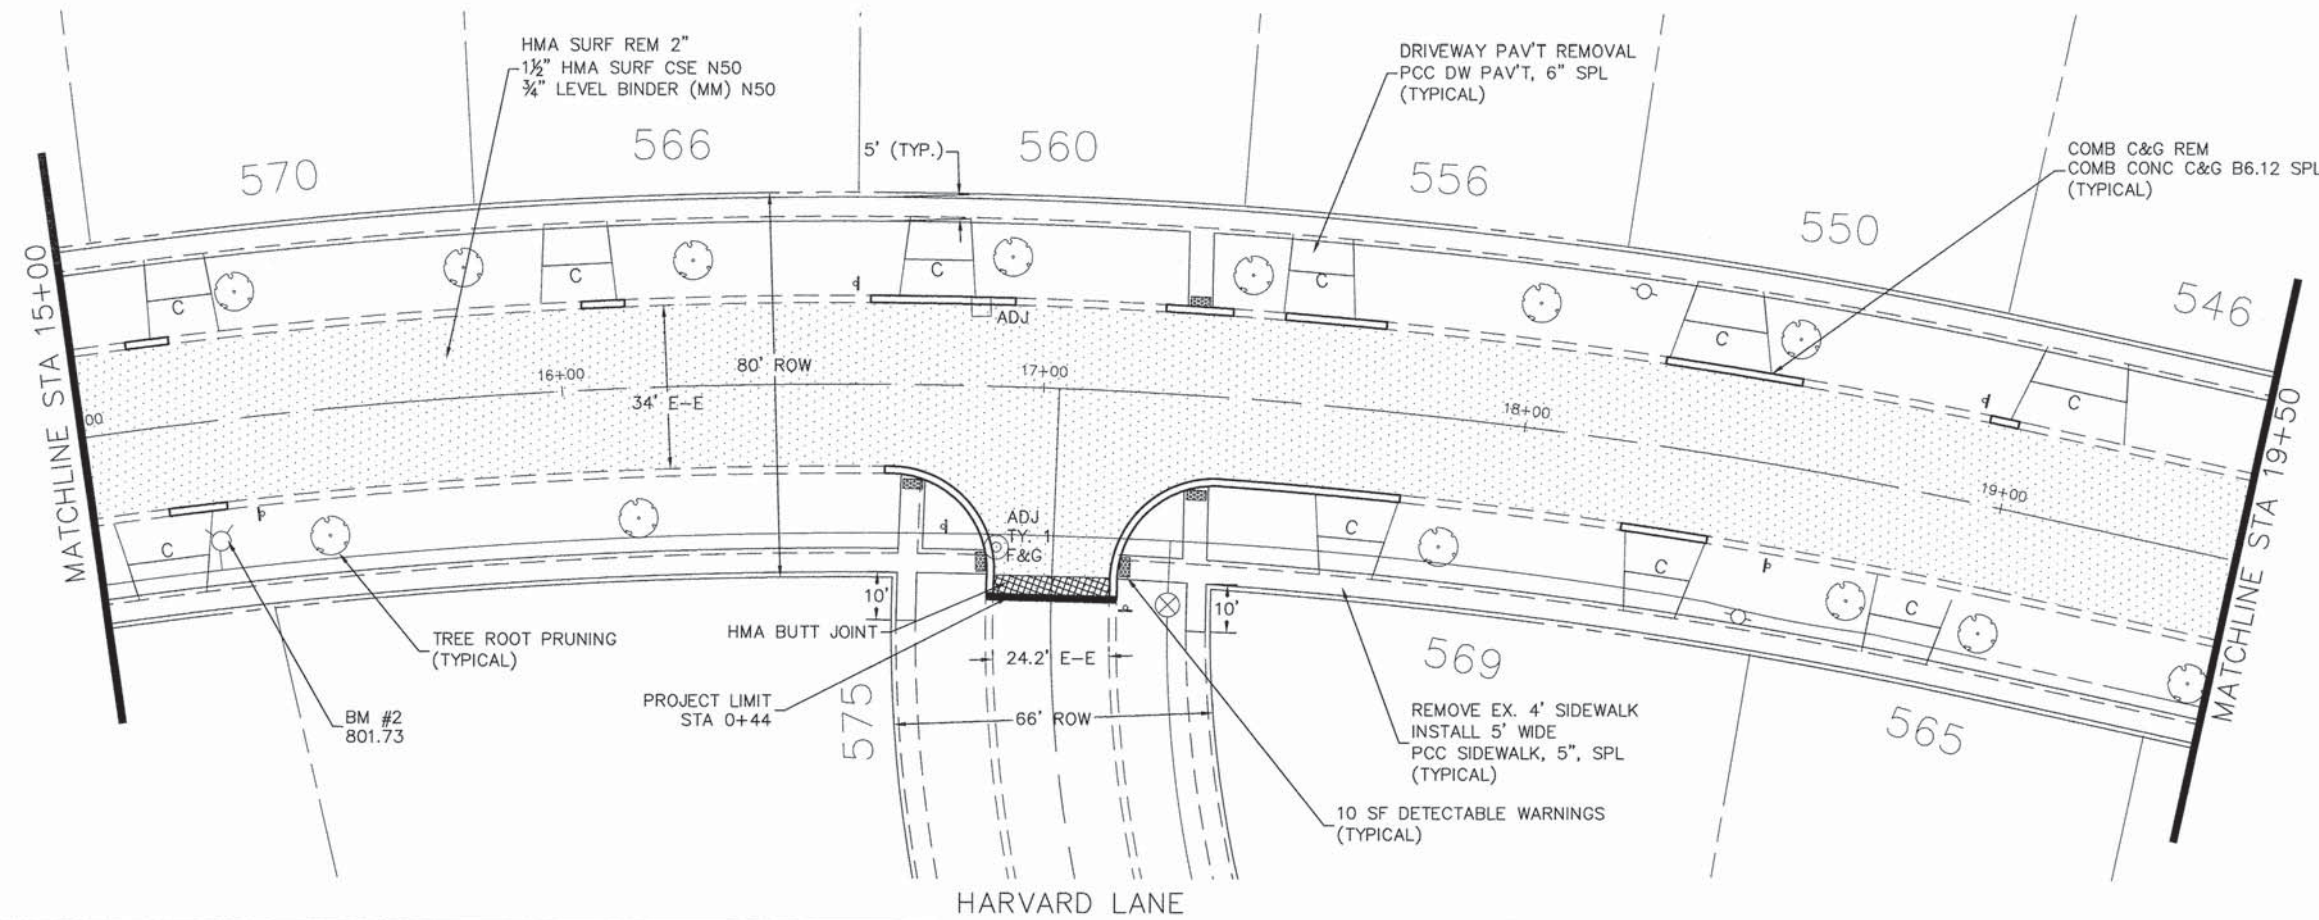 HMA SURF REM 2"
1½" HMA SURF CSE N50
¾" LEVEL BINDER (MM) N50
DRIVEWAY PAV'T REMOVAL
PCC DW PAV'T, 6" SPL
(TYPICAL)
COMB C&G REM
COMB CONC C&G B6.12 SPL
(TYPICAL)
570
566
5' (TYP.)
560
556
550
546
MATCHLINE STA 15+00
C
C
C
C
C
C
ADJ
16+00
80' ROW
17+00
34' E-E
18+00
00
19+00
MATCHLINE STA 19+50
C
C
C
C
ADJ
TY. 1
F&G
10'
10'
HMA BUTT JOINT
TREE ROOT PRUNING
(TYPICAL)
24.2' E-E
BM #2
801.73
PROJECT LIMIT
STA 0+44
575
66' ROW
569
565
REMOVE EX. 4' SIDEWALK
INSTALL 5' WIDE
PCC SIDEWALK, 5", SPL
(TYPICAL)
10 SF DETECTABLE WARNINGS
(TYPICAL)
HARVARD LANE